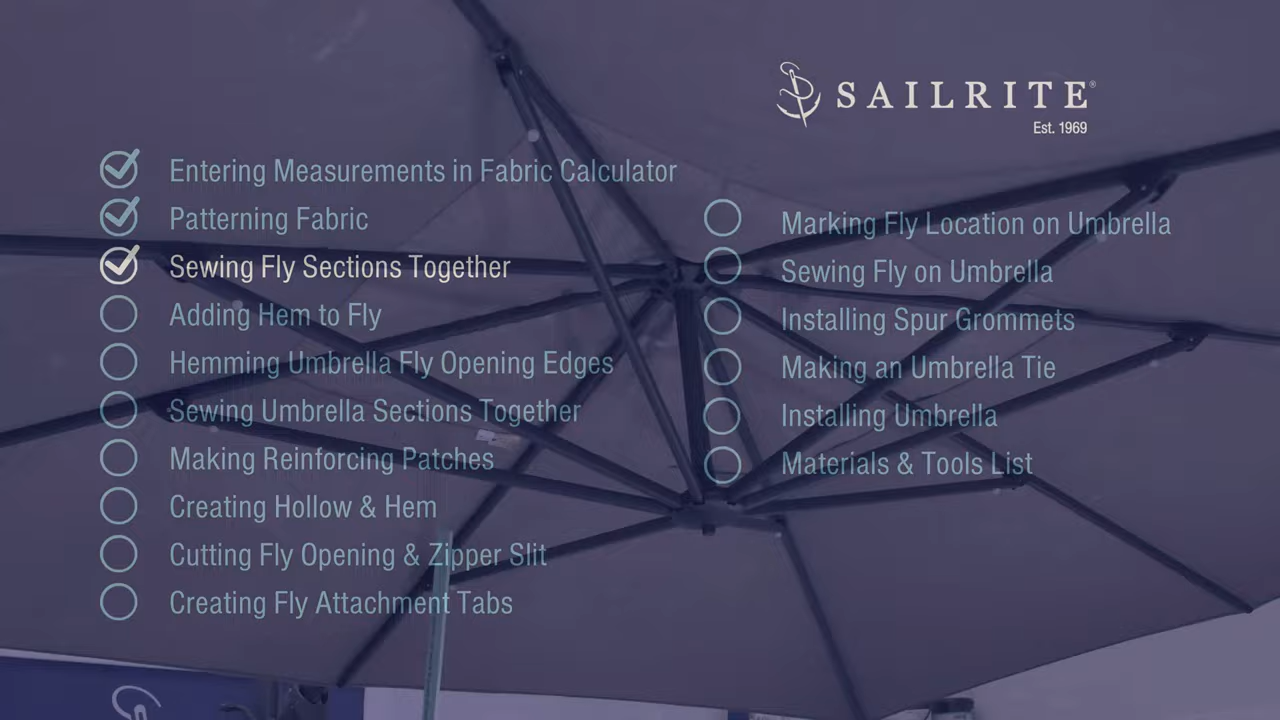 SAILRITE®
Est. 1969
Entering Measurements in Fabric Calculator
Patterning Fabric
Sewing Fly Sections Together
Adding Hem to Fly
Hemming Umbrella Fly Opening Edges
Sewing Umbrella Sections Together
Making Reinforcing Patches
Creating Hollow & Hem
Cutting Fly Opening & Zipper Slit
Creating Fly Attachment Tabs
Marking Fly Location on Umbrella
Sewing Fly on Umbrella
Installing Spur Grommets
Making an Umbrella Tie
Installing Umbrella
Materials & Tools List